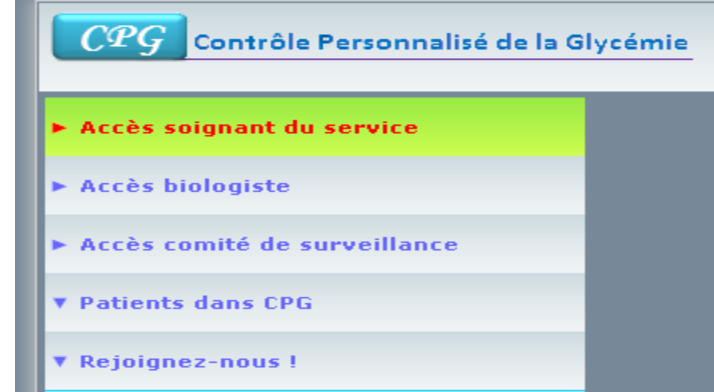 CPG Contrôle Personnalisé de la Glycémie
► Accès soignant du service
► Accès biologiste
► Accès comité de surveillance
▼ Patients dans CPG
▼ Rejoignez-nous !